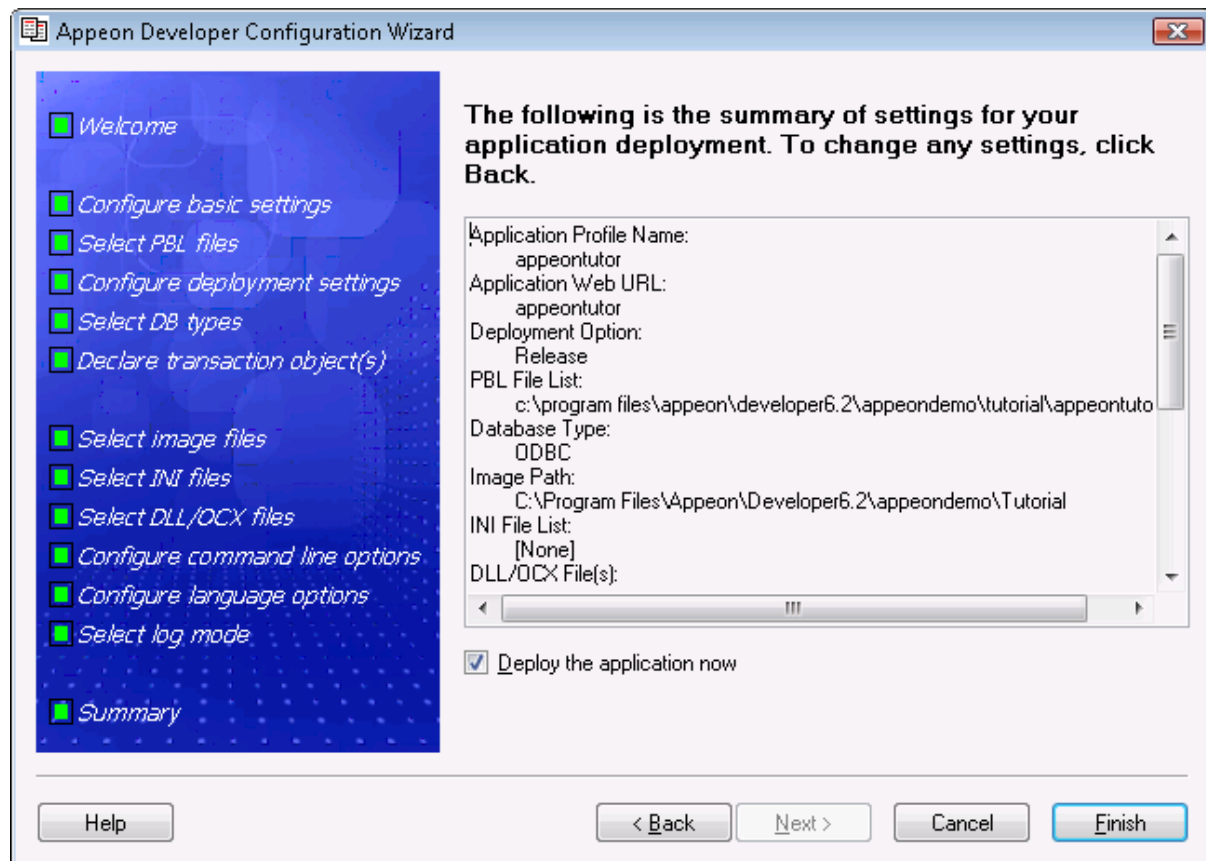 Appeon Developer Configuration Wizard
Welcome
Configure basic settings
Select PBL files
Configure deployment settings
Select DB types
Declare transaction object(s)
Select image files
Select INI files
Select DLL/OCX files
Configure command line options
Configure language options
Select log mode
Summary
The following is the summary of settings for your
application deployment. To change any settings, click
Back.
Application Profile Name:
appeontutor
Application Web URL:
appeontutor
Deployment Option:
Release
PBL File List:
c:\program files\appeon\developer6.2\appeondemo\tutorial\appeontuto
Database Type:
ODBC
Image Path:
C:\Program Files\Appeon\Developer6.2\appeondemo\Tutorial
INI File List:
[None]
DLL/OCX File(s):
Deploy the application now
Help
< Back
Next >
Cancel
Finish